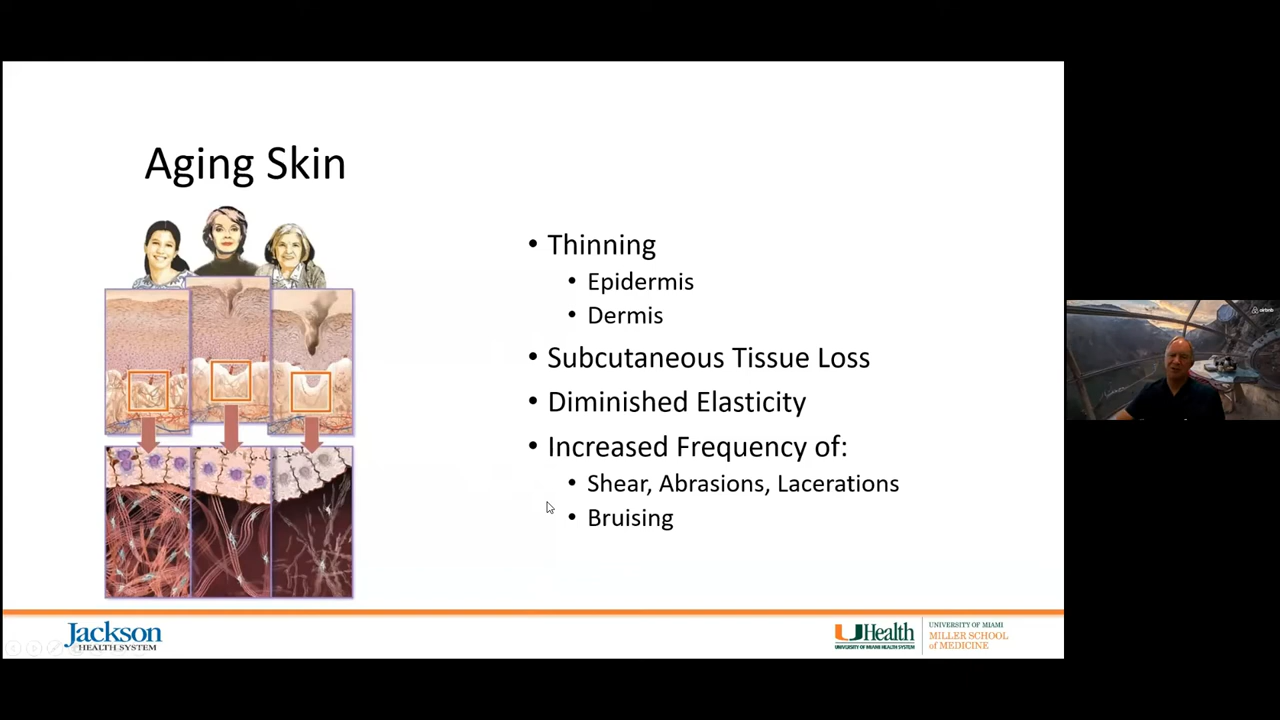 Aging Skin
• Thinning
• Epidermis
• Dermis
• Subcutaneous Tissue Loss
• Diminished Elasticity
• Increased Frequency of:
• Shear, Abrasions, Lacerations
• Bruising
airbnb
Jackson
HEALTH SYSTEM
UHealth
UNIVERSITY OF MIAMI HEALTH SYSTEM
UNIVERSITY OF MIAMI
MILLER SCHOOL
of MEDICINE